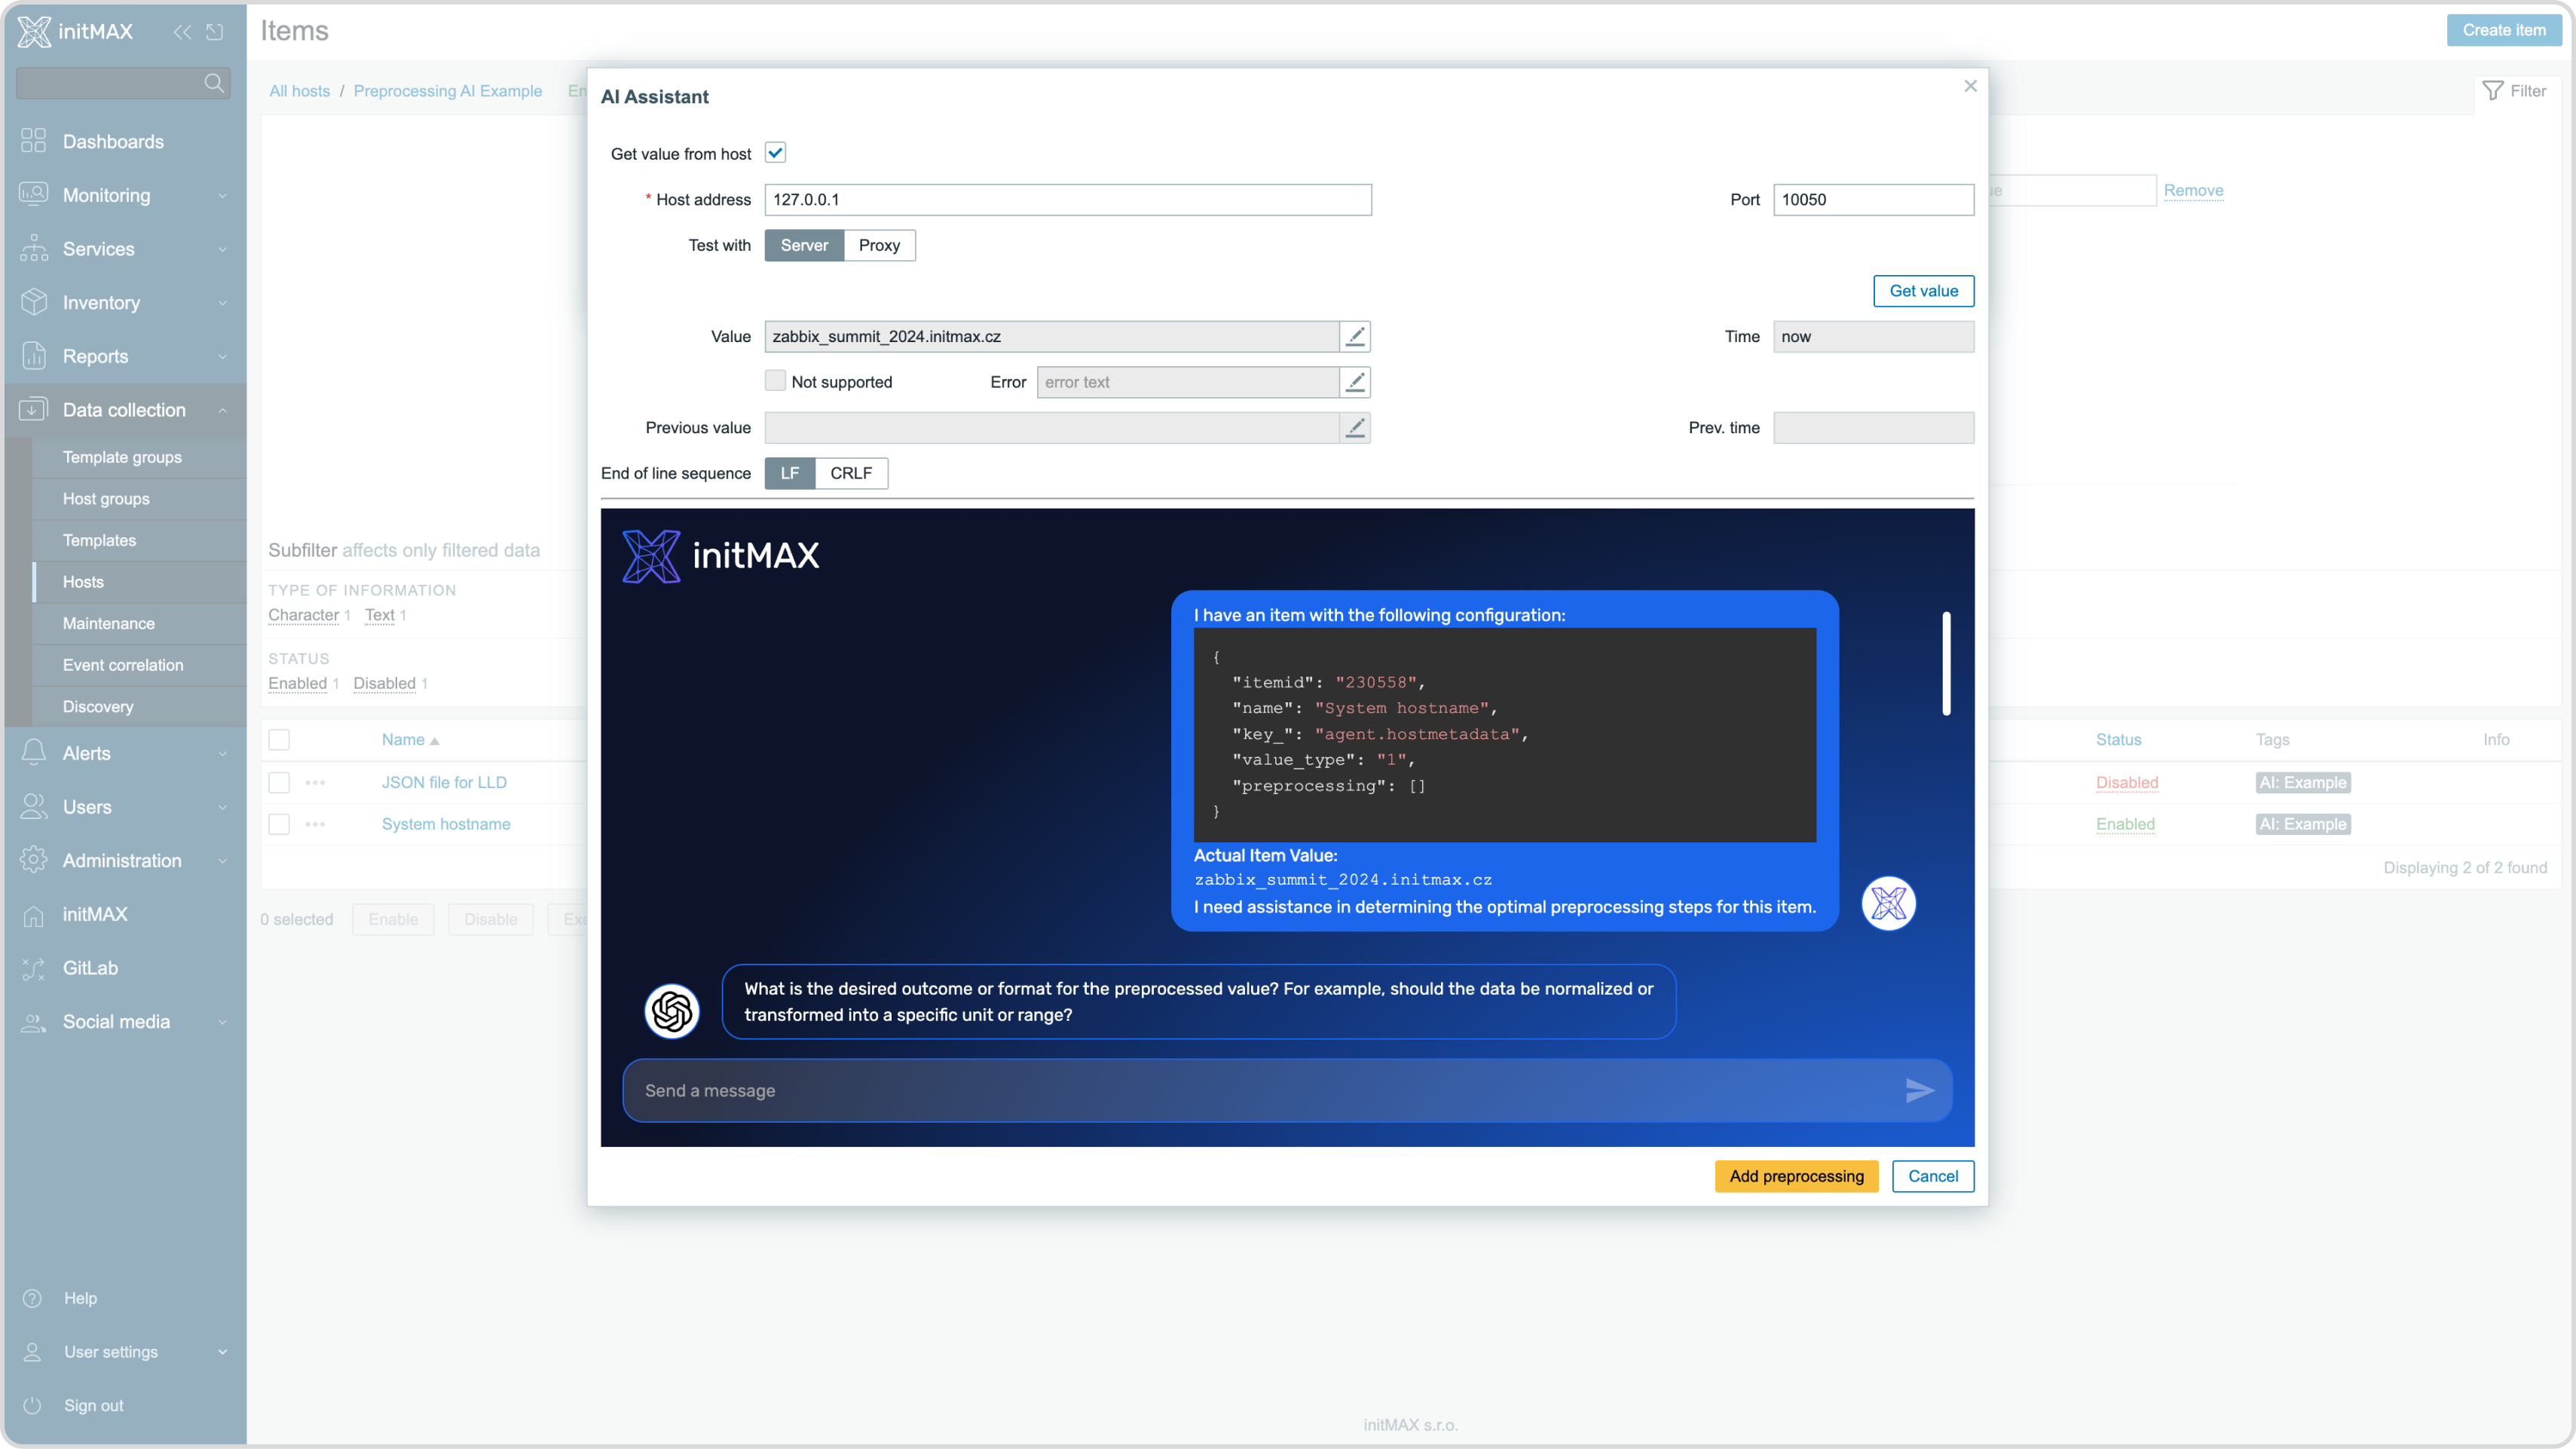 initMAX
Items
Create item
All hosts / Preprocessing AI Example
Filter
Dashboards
Monitoring
Services
Inventory
Reports
Data collection
Template groups
Host groups
Templates
Hosts
Maintenance
Event correlation
Discovery
Alerts
Users
Administration
initMAX
GitLab
Social media
Help
User settings
Sign out
Remove
Subfilter affects only filtered data
TYPE OF INFORMATION
Character 1 Text 1
STATUS
Enabled 1 Disabled 1
Name
Status Tags Info
JSON file for LLD
Disabled AI: Example
System hostname
Enabled AI: Example
Displaying 2 of 2 found
0 selected Enable Disable
AI Assistant
Get value from host
* Host address 127.0.0.1 Port 10050
Test with Server Proxy
Get value
Value zabbix_summit_2024.initmax.cz Time now
Not supported Error error text
Previous value Prev. time
End of line sequence LF CRLF
initMAX
I have an item with the following configuration:
{
"itemid": "230558",
"name": "System hostname",
"key_": "agent.hostmetadata",
"value_type": "1",
"preprocessing": []
}
Actual Item Value:
zabbix_summit_2024.initmax.cz
I need assistance in determining the optimal preprocessing steps for this item.
What is the desired outcome or format for the preprocessed value? For example, should the data be normalized or
transformed into a specific unit or range?
Send a message
Add preprocessing Cancel
initMAX s.r.o.